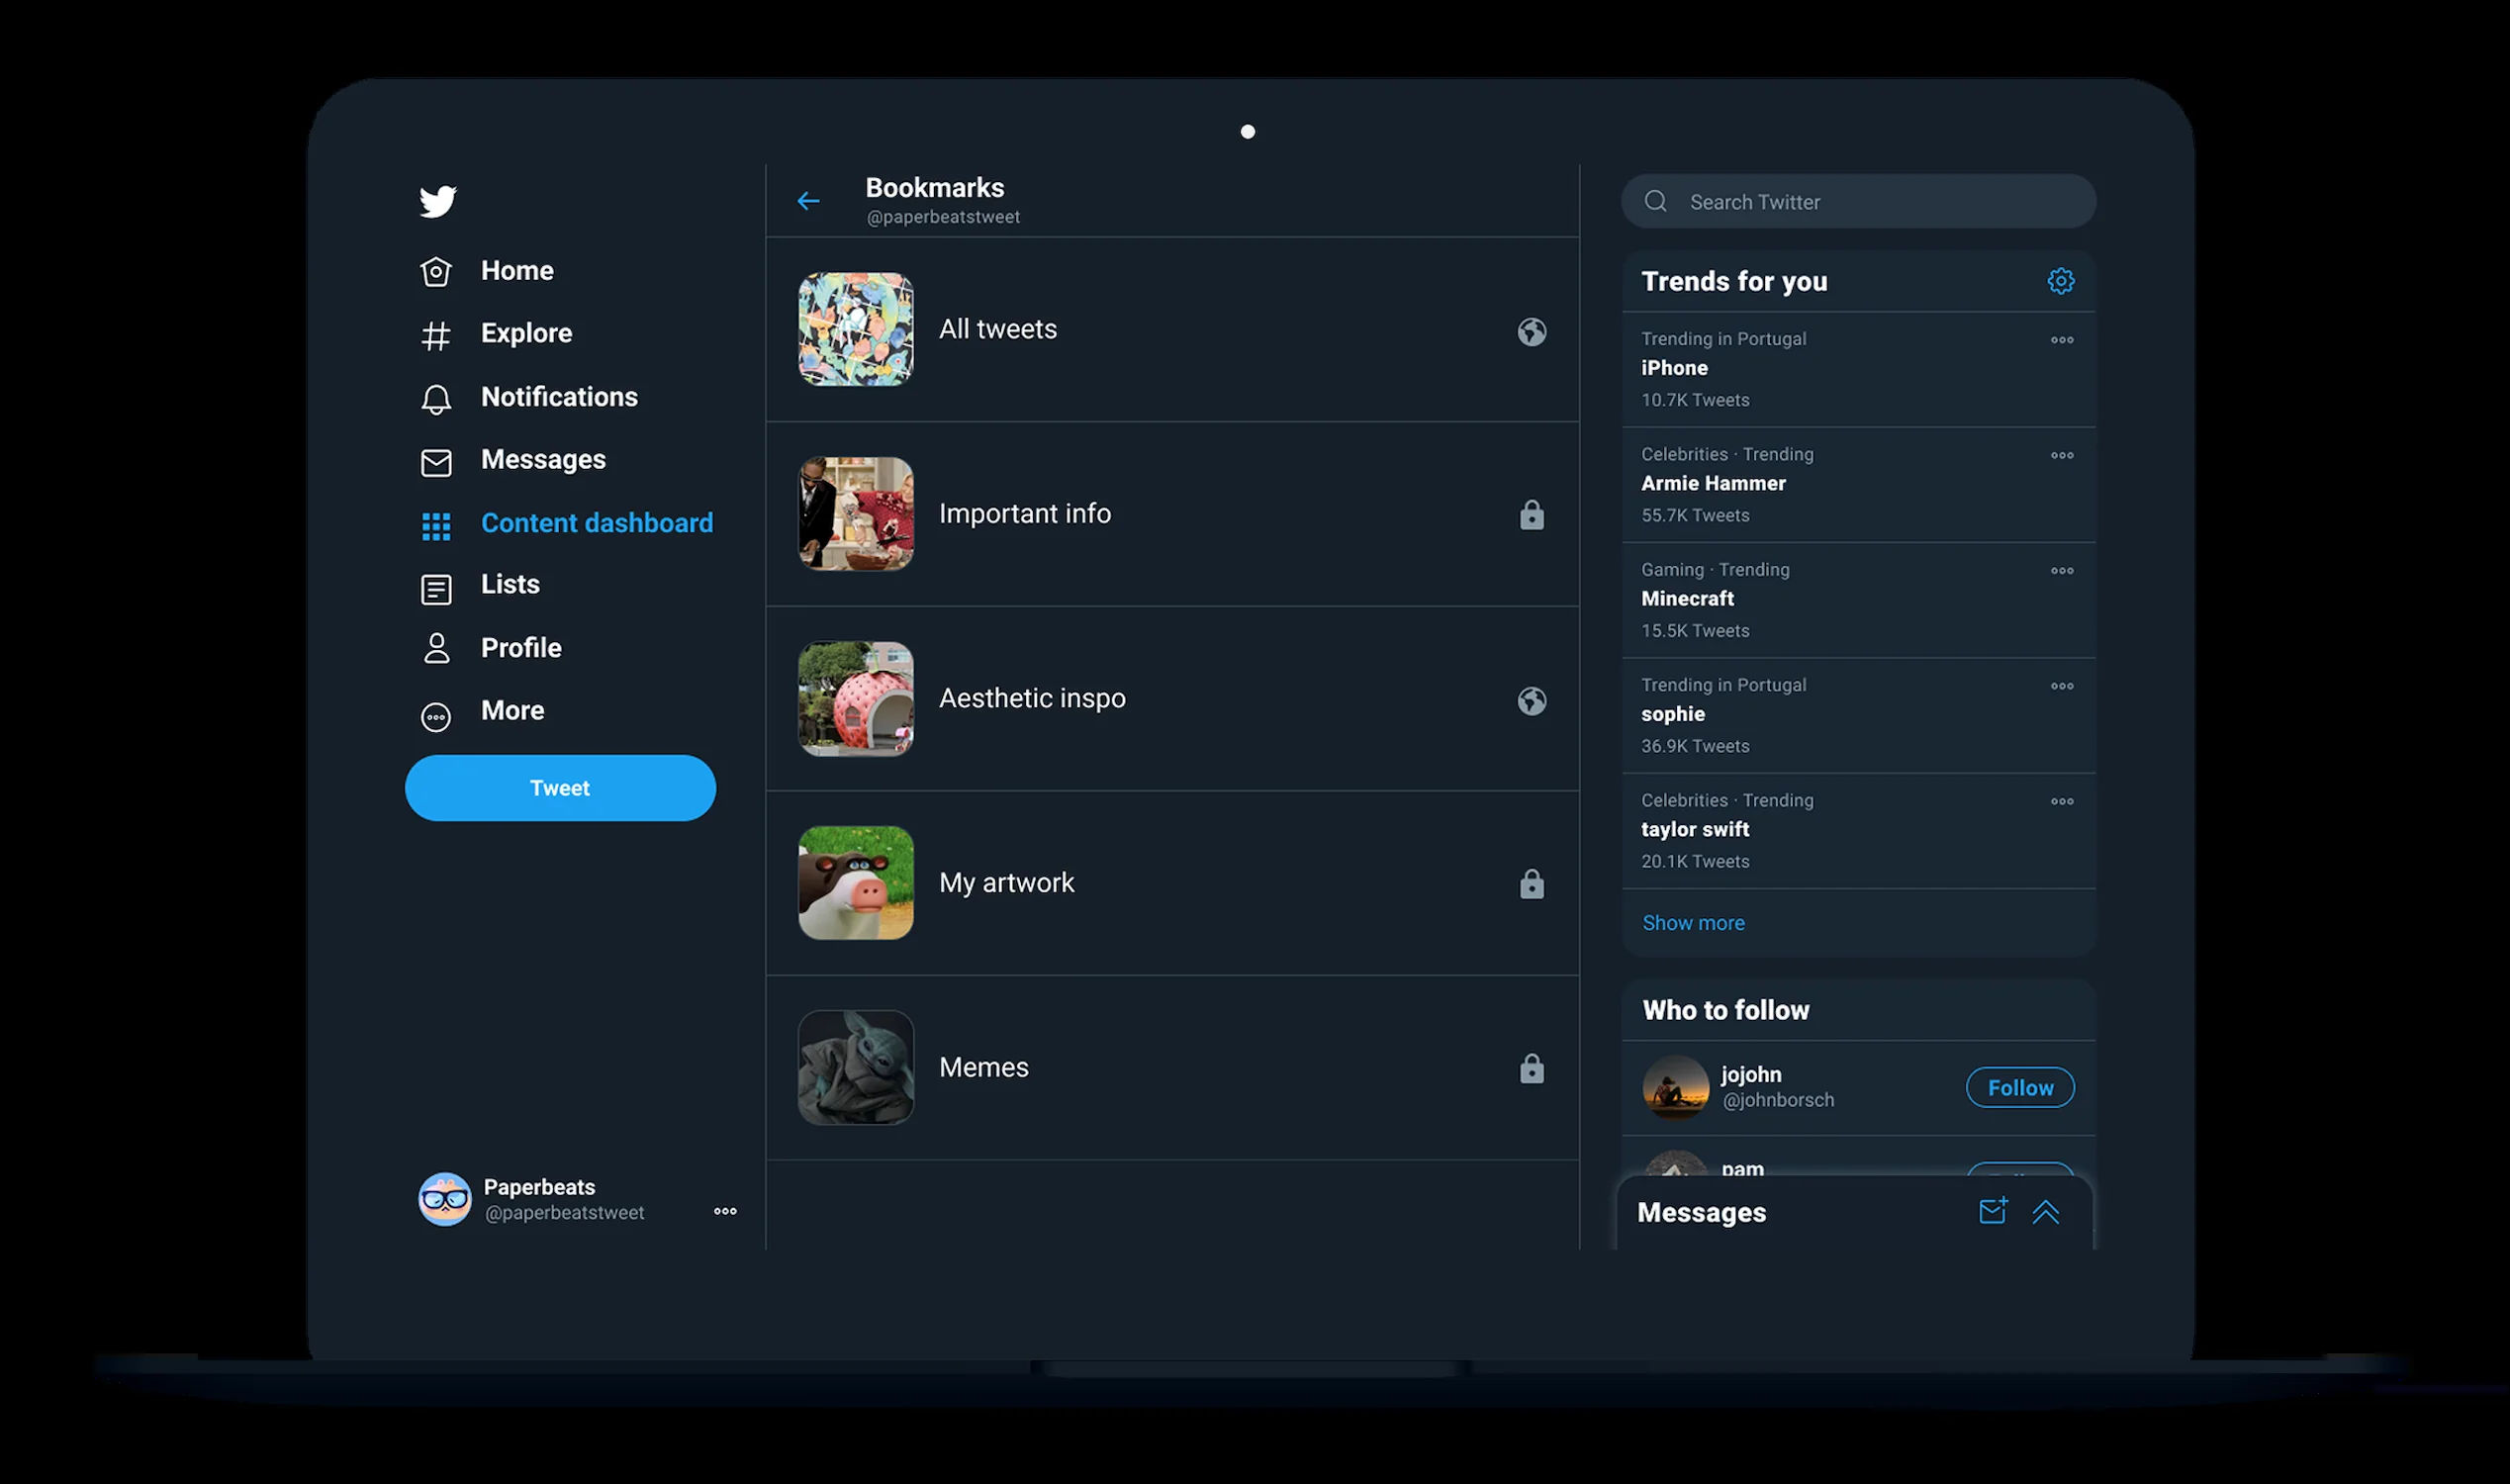 Home
Explore
Notifications
Messages
Content dashboard
Lists
Profile
More
Tweet
Paperbeats
@paperbeatstweet
Bookmarks
@paperbeatstweet
All tweets
Important info
Aesthetic inspo
My artwork
Memes
Search Twitter
Trends for you
Trending in Portugal
iPhone
10.7K Tweets
Celebrities · Trending
Armie Hammer
55.7K Tweets
Gaming · Trending
Minecraft
15.5K Tweets
Trending in Portugal
sophie
36.9K Tweets
Celebrities · Trending
taylor swift
20.1K Tweets
Show more
Who to follow
jojohn
@johnborsch
Follow
pam
Messages